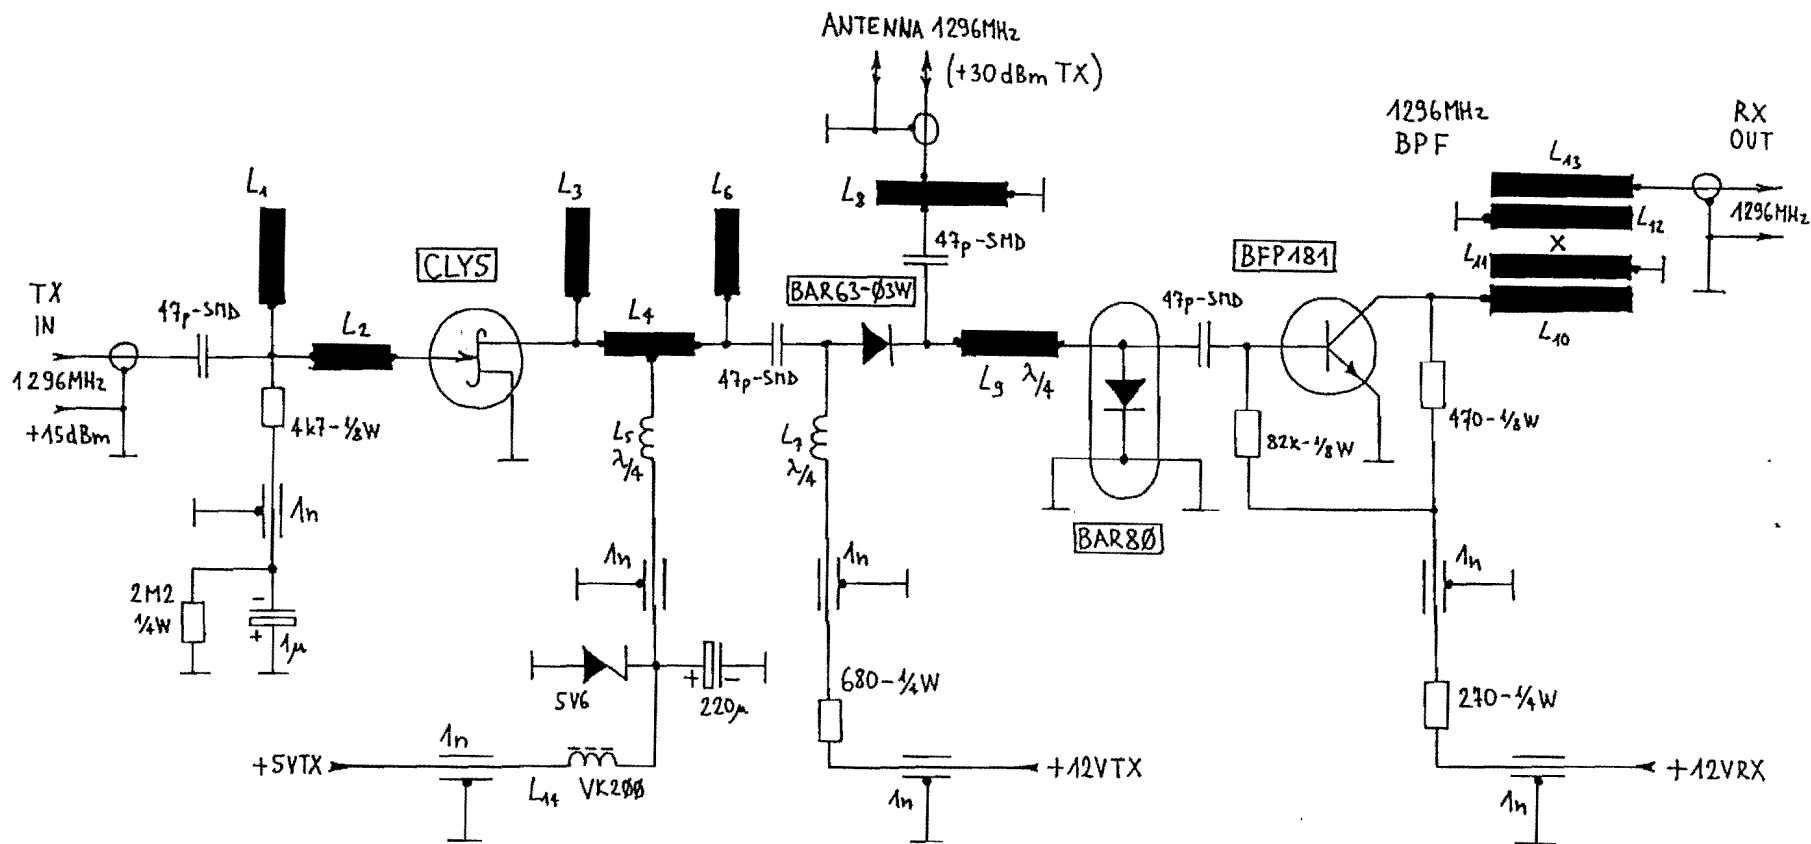 ANTENNA 1296MHz
(+30dBm TX)
1296MHz
BPF
RX
OUT
L13
L12
X
L11
L10
1296MHz
L1
L3
L6
L8
47p-SMD
CLY5
BAR63-Ø3W
BFP181
TX
IN
47p-SMD
L2
L4
47p-SMD
L9
λ/4
47p-SMD
1296MHz
+15dBm
4k7-⅛W
L5
λ/4
L7
λ/4
82k-⅛W
470-⅛W
1n
BAR8Ø
1n
1n
1n
2M2
¼W
-
+
1μ
5V6
+
-
220μ
680-¼W
270-¼W
1n
+5VTX
L14
VK2ØØ
+12VTX
1n
+12VRX
1n